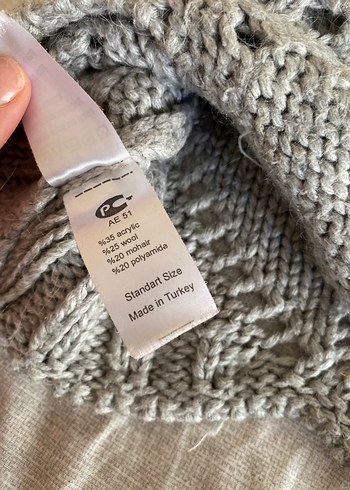 PC
AE 51
%35 acrylic
%25 wool
%20 mohair
%20 polyamida
Standart Size
Made in Turkey